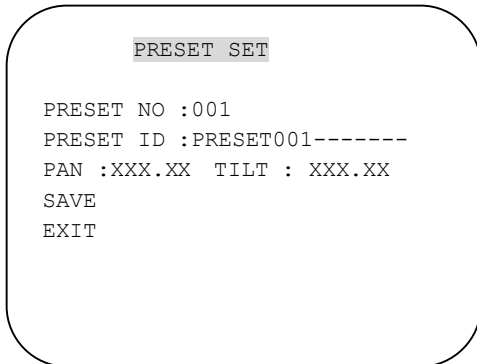 PRESET SET
PRESET NO :001
PRESET ID :PRESET001-------
PAN :XXX.XX TILT : XXX.XX
SAVE
EXIT